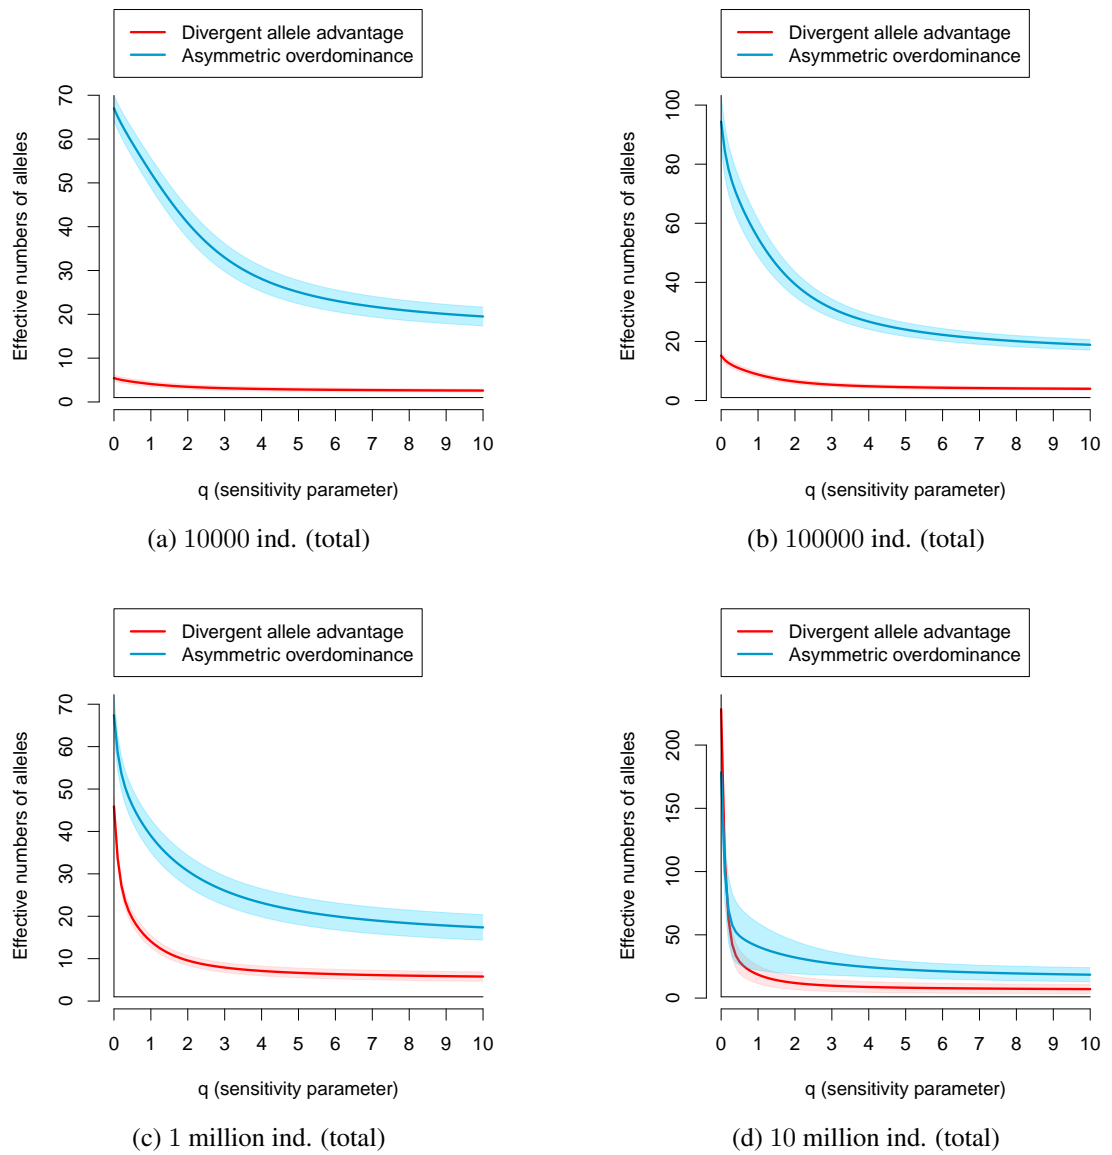 Divergent allele advantage
Asymmetric overdominance
Effective numbers of alleles
70
60
50
40
30
20
10
0
0 1 2 3 4 5 6 7 8 9 10
q (sensitivity parameter)
(a) 10000 ind. (total)
Divergent allele advantage
Asymmetric overdominance
Effective numbers of alleles
100
80
60
40
20
0
0 1 2 3 4 5 6 7 8 9 10
q (sensitivity parameter)
(b) 100000 ind. (total)
Divergent allele advantage
Asymmetric overdominance
Effective numbers of alleles
70
60
50
40
30
20
10
0
0 1 2 3 4 5 6 7 8 9 10
q (sensitivity parameter)
(c) 1 million ind. (total)
Divergent allele advantage
Asymmetric overdominance
Effective numbers of alleles
200
150
100
50
0
0 1 2 3 4 5 6 7 8 9 10
q (sensitivity parameter)
(d) 10 million ind. (total)